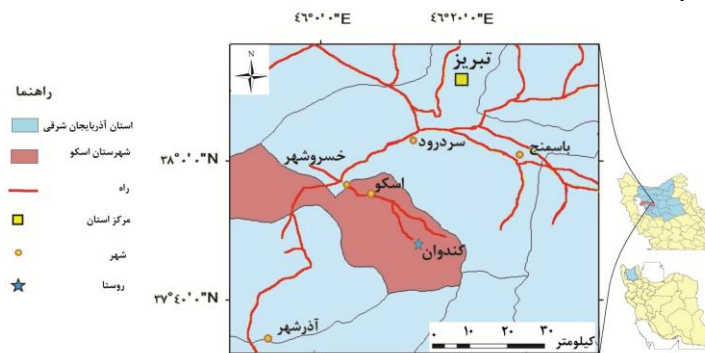 ۴۶°۰'۰"E
۴۶°۲۰'۰"E
N
تبریز
راهنما
استان آذربایجان شرقی
شهرستان اسکو
راه
مرکز استان
شهر
روستا
سردرود
باسمنج
خسروشهر
اسکو
کندوان
آذرشهر
۳۸°۰'۰"N
۳۷°۴۰'۰"N
۰ ۱۰ ۲۰ ۳۰
کیلومتر